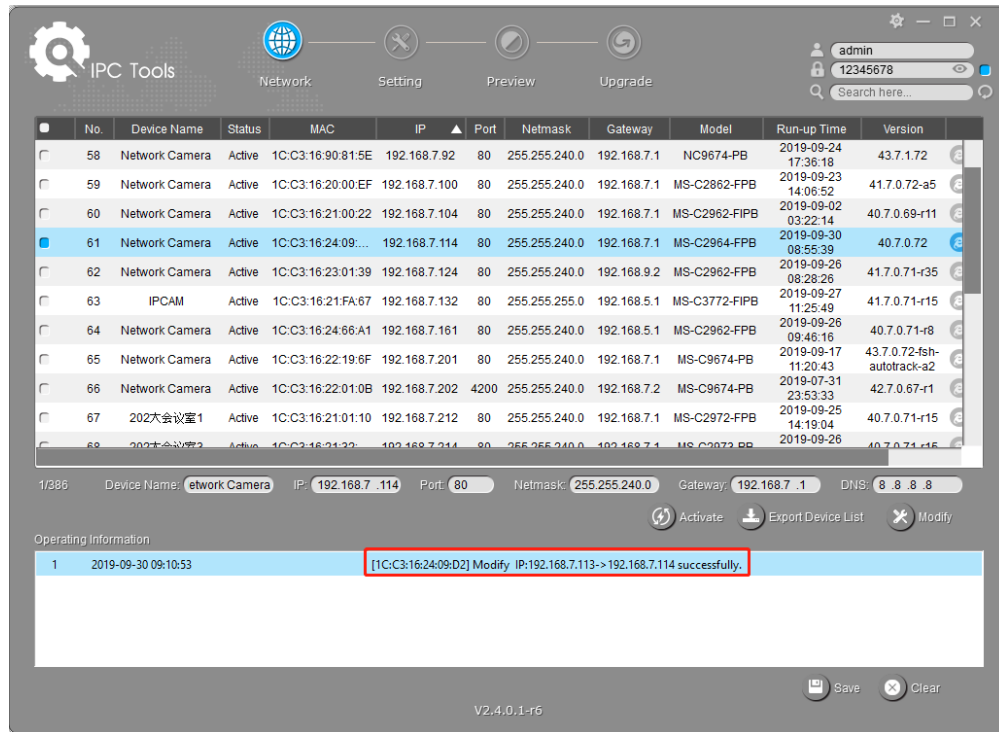 admin
IPC Tools
12345678
Network Setting Preview Upgrade
Search here...
No. Device Name Status MAC IP Port Netmask Gateway Model Run-up Time Version
58 Network Camera Active 1C:C3:16:90:81:5E 192.168.7.92 80 255.255.240.0 192.168.7.1 NC9674-PB 2019-09-24 17:36:18 43.7.1.72
59 Network Camera Active 1C:C3:16:20:00:EF 192.168.7.100 80 255.255.240.0 192.168.7.1 MS-C2862-FPB 2019-09-23 14:06:52 41.7.0.72-a5
60 Network Camera Active 1C:C3:16:21:00:22 192.168.7.104 80 255.255.240.0 192.168.7.1 MS-C2962-FIPB 2019-09-02 03:22:14 40.7.0.69-r11
61 Network Camera Active 1C:C3:16:24:09:... 192.168.7.114 80 255.255.240.0 192.168.7.1 MS-C2964-FPB 2019-09-30 08:55:39 40.7.0.72
62 Network Camera Active 1C:C3:16:23:01:39 192.168.7.124 80 255.255.240.0 192.168.9.2 MS-C2962-FPB 2019-09-26 08:28:26 41.7.0.71-r35
63 IPCAM Active 1C:C3:16:21:FA:67 192.168.7.132 80 255.255.255.0 192.168.5.1 MS-C3772-FIPB 2019-09-27 11:25:49 41.7.0.71-r15
64 Network Camera Active 1C:C3:16:24:66:A1 192.168.7.161 80 255.255.240.0 192.168.5.1 MS-C2962-FPB 2019-09-26 09:46:16 40.7.0.71-r8
65 Network Camera Active 1C:C3:16:22:19:6F 192.168.7.201 80 255.255.240.0 192.168.7.1 MS-C9674-PB 2019-09-17 11:20:43 43.7.0.72-fsh-autotrack-a2
66 Network Camera Active 1C:C3:16:22:01:0B 192.168.7.202 4200 255.255.240.0 192.168.7.2 MS-C9674-PB 2019-07-31 23:53:33 42.7.0.67-r1
67 202大会议室1 Active 1C:C3:16:21:01:10 192.168.7.212 80 255.255.240.0 192.168.7.1 MS-C2972-FPB 2019-09-25 14:19:04 40.7.0.71-r15
68 Active 192.168.7.214 80 255.255.240.0 192.168.7.1 2019-09-26 40.7.0.71-r15
1/386 Device Name: etwork Camera IP: 192.168.7 .114 Port: 80 Netmask: 255.255.240.0 Gateway: 192.168.7 .1 DNS: 8 .8 .8 .8
Activate Export Device List Modify
Operating Information
1 2019-09-30 09:10:53 [1C:C3:16:24:09:D2] Modify IP:192.168.7.113->192.168.7.114 successfully.
Save Clear
V2.4.0.1-r6